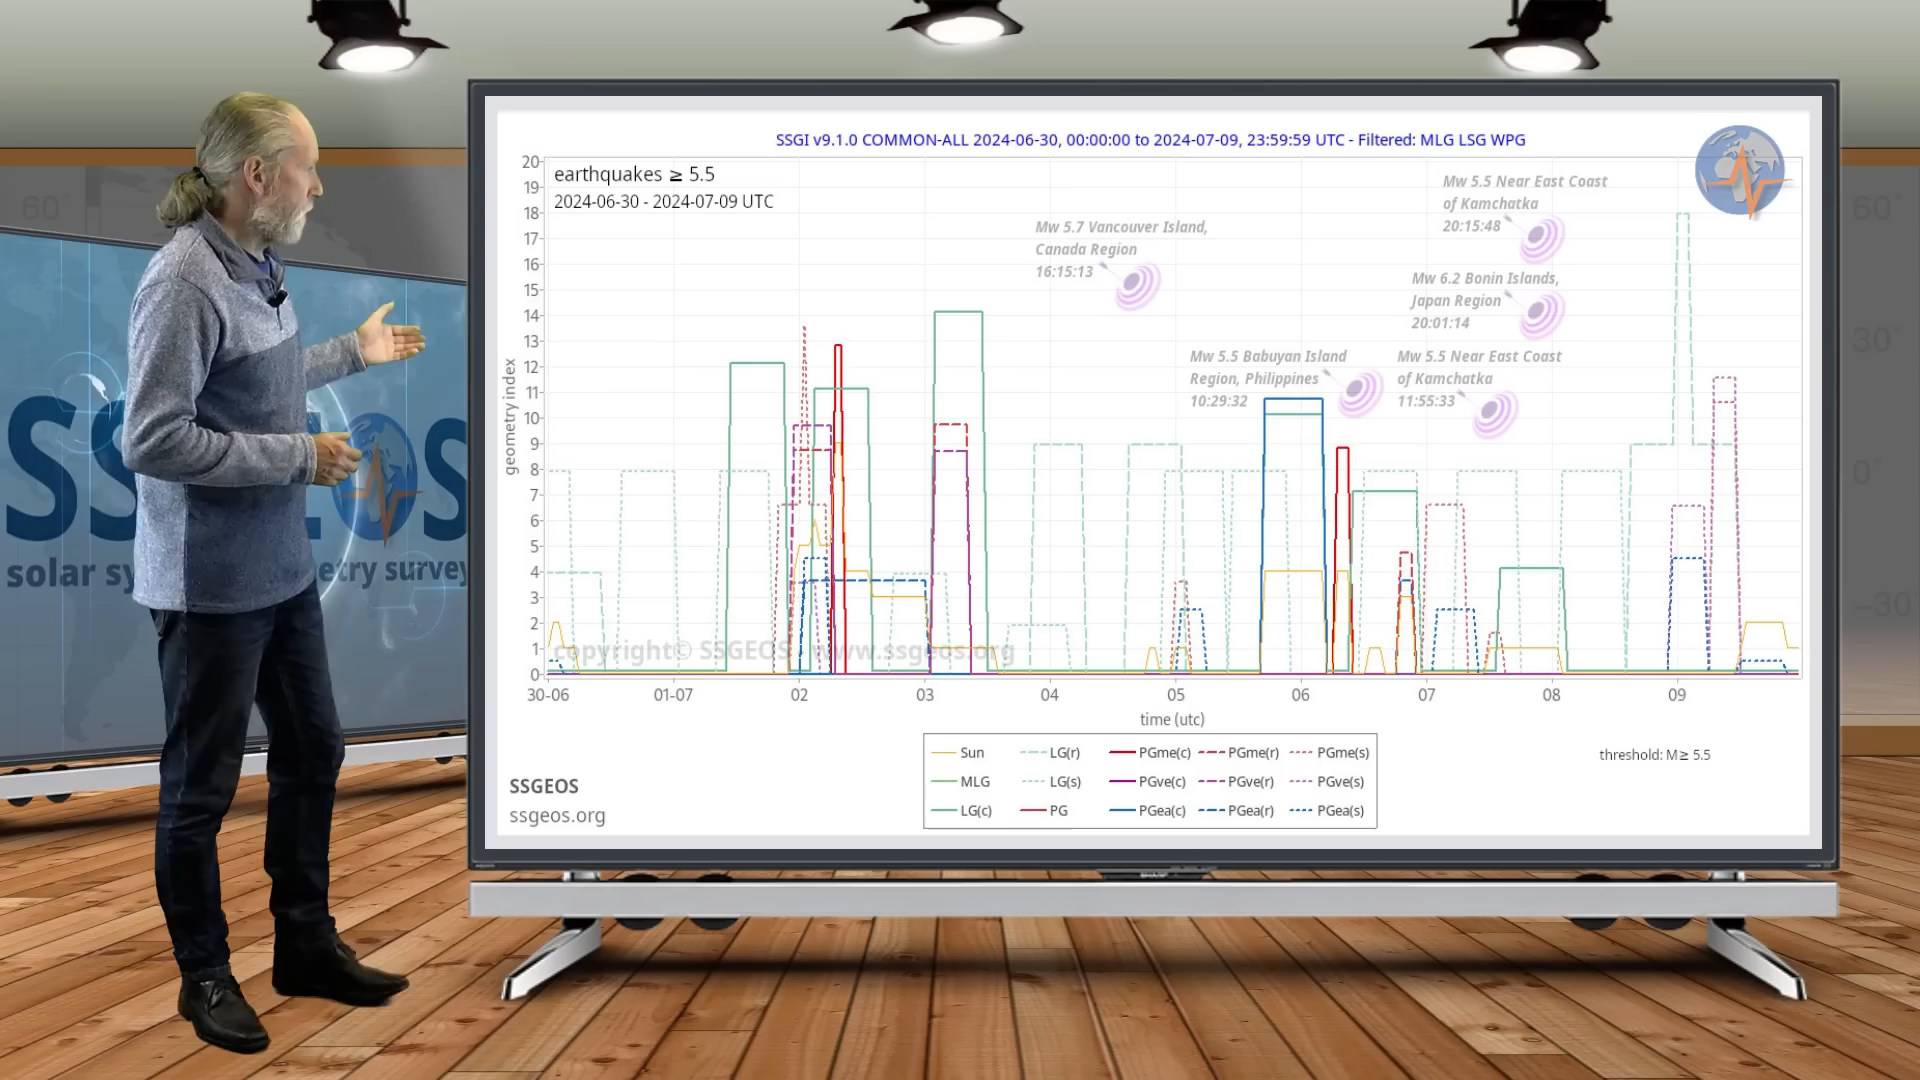 SSGI v9.1.0 COMMON-ALL 2024-06-30, 00:00:00 to 2024-07-09, 23:59:59 UTC - Filtered: MLG LSG WPG
earthquakes ≥ 5.5
2024-06-30 - 2024-07-09 UTC
Mw 5.7 Vancouver Island,
Canada Region
16:15:13
Mw 5.5 Near East Coast
of Kamchatka
20:15:48
Mw 6.2 Bonin Islands,
Japan Region
20:01:14
Mw 5.5 Babuyan Island
Region, Philippines
10:29:32
Mw 5.5 Near East Coast
of Kamchatka
11:55:33
geometry index
20
19
18
17
16
15
14
13
12
11
10
9
8
7
6
5
4
3
2
1
0
copyright© SSGEOS www.ssgeos.org
30-06 01-07 02 03 04 05 06 07 08 09
time (utc)
Sun LG(r) PGme(c) PGme(r) PGme(s)
MLG LG(s) PGve(c) PGve(r) PGve(s)
LG(c) PG PGea(c) PGea(r) PGea(s)
threshold: M≥ 5.5
SSGEOS
ssgeos.org
60°
SS EOS
solar sy etry survey
60°
30°
0°
-30°